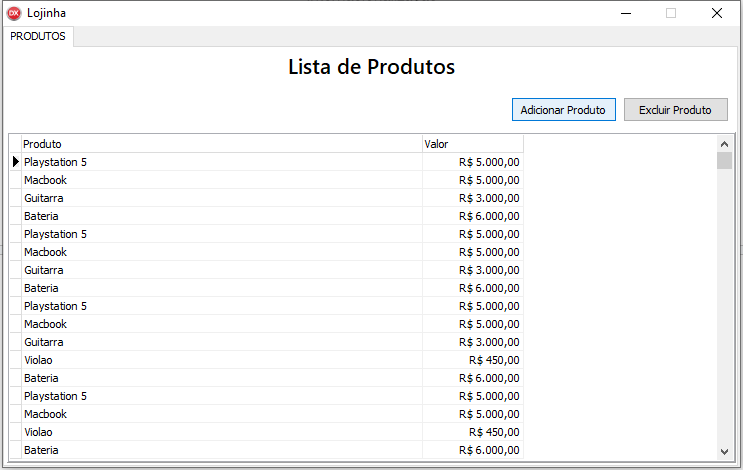 DX Lojinha
PRODUTOS
Lista de Produtos
Adicionar Produto Excluir Produto
Produto Valor
Playstation 5 R$ 5.000,00
Macbook R$ 5.000,00
Guitarra R$ 3.000,00
Bateria R$ 6.000,00
Playstation 5 R$ 5.000,00
Macbook R$ 5.000,00
Guitarra R$ 3.000,00
Bateria R$ 6.000,00
Playstation 5 R$ 5.000,00
Macbook R$ 5.000,00
Guitarra R$ 3.000,00
Violao R$ 450,00
Bateria R$ 6.000,00
Playstation 5 R$ 5.000,00
Macbook R$ 5.000,00
Violao R$ 450,00
Bateria R$ 6.000,00